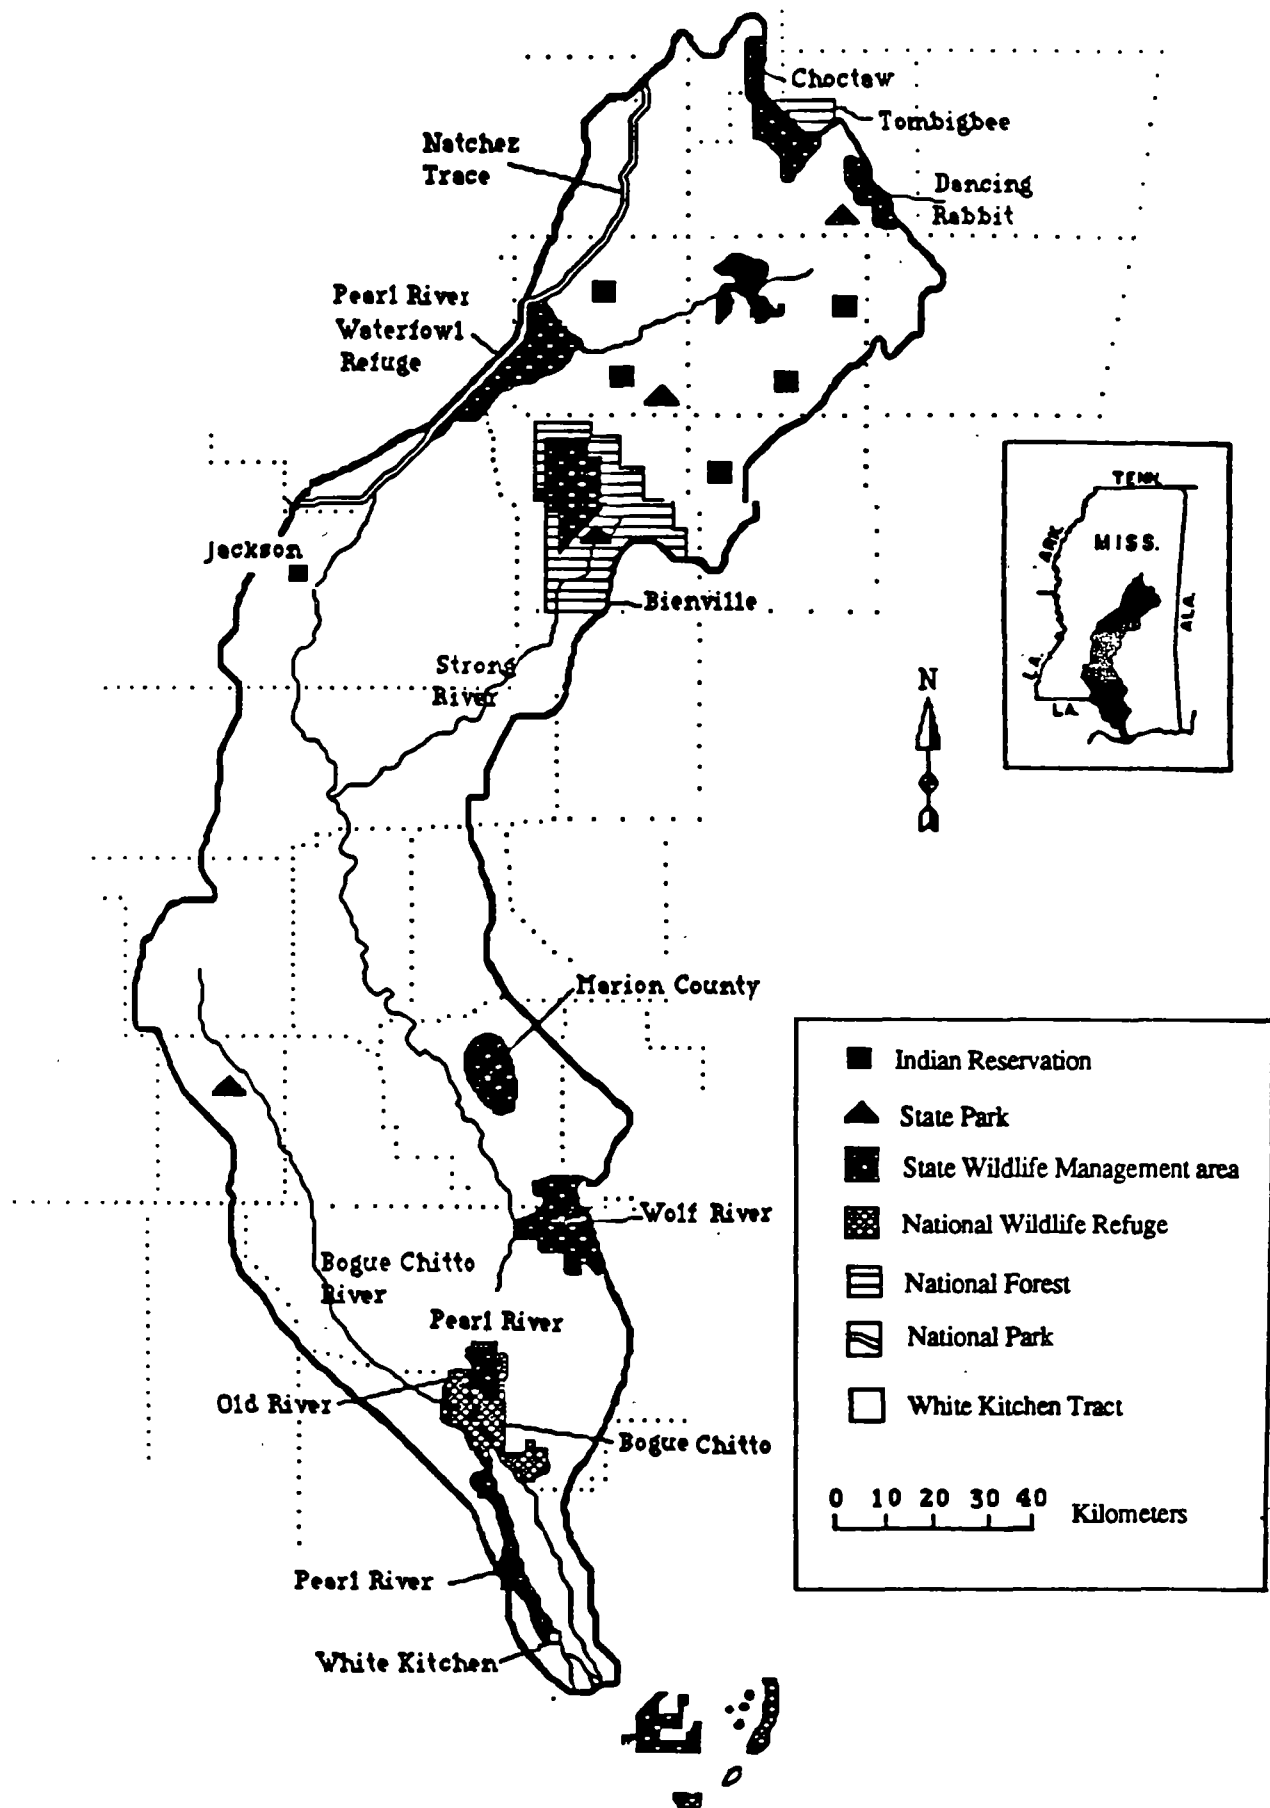 Choctaw
Tombigbee
Natchez
Trace
Dancing
Rabbit
Pearl River
Waterfowl
Refuge
Jackson
Bienville
Strong
River
N
TENN.
ARK.
MISS.
ALA.
LA.
LA.
Marion County
Wolf River
Bogue Chitto
River
Pearl River
Old River
Bogue Chitto
Pearl River
White Kitchen
Indian Reservation
State Park
State Wildlife Management area
National Wildlife Refuge
National Forest
National Park
White Kitchen Tract
0 10 20 30 40 Kilometers